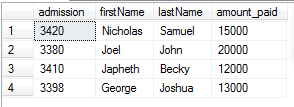 admission firstName lastName amount_paid
1 3420 Nicholas Samuel 15000
2 3380 Joel John 20000
3 3410 Japheth Becky 12000
4 3398 George Joshua 13000